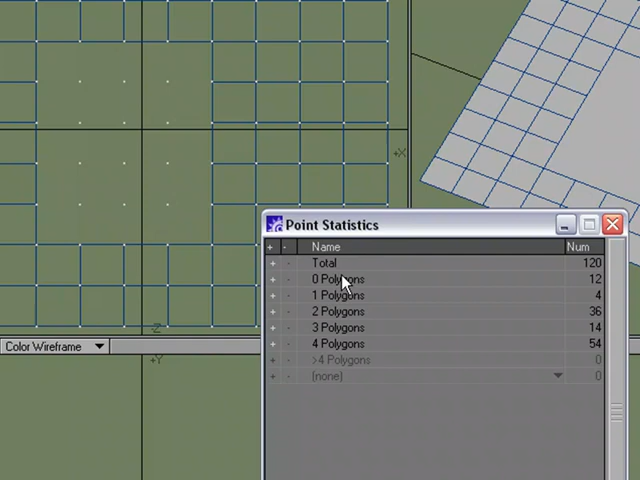 +X
Point Statistics
+ - Name Num
+ · Total 120
+ · 0 Polygons 12
+ · 1 Polygons 4
+ · 2 Polygons 36
+ · 3 Polygons 14
+ · 4 Polygons 54
+ · >4 Polygons 0
+ · (none) 0
-Z
Color Wireframe
+Y